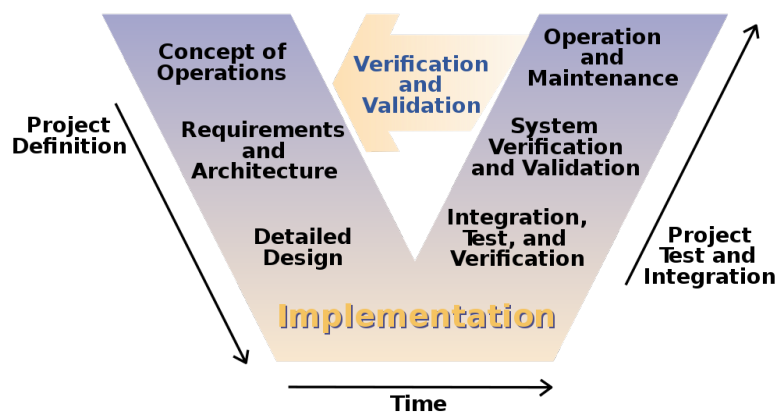 Concept of
Operations
Verification
and
Validation
Operation
and
Maintenance
Project
Definition
Requirements
and
Architecture
System
Verification
and Validation
Detailed
Design
Integration,
Test, and
Verification
Project
Test and
Integration
Implementation
Time